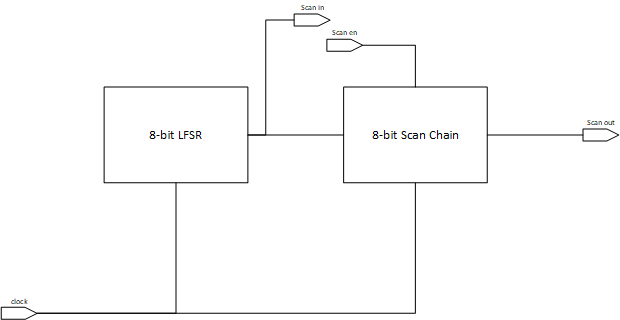 Scan in
Scan en
8-bit LFSR
8-bit Scan Chain
Scan out
clock